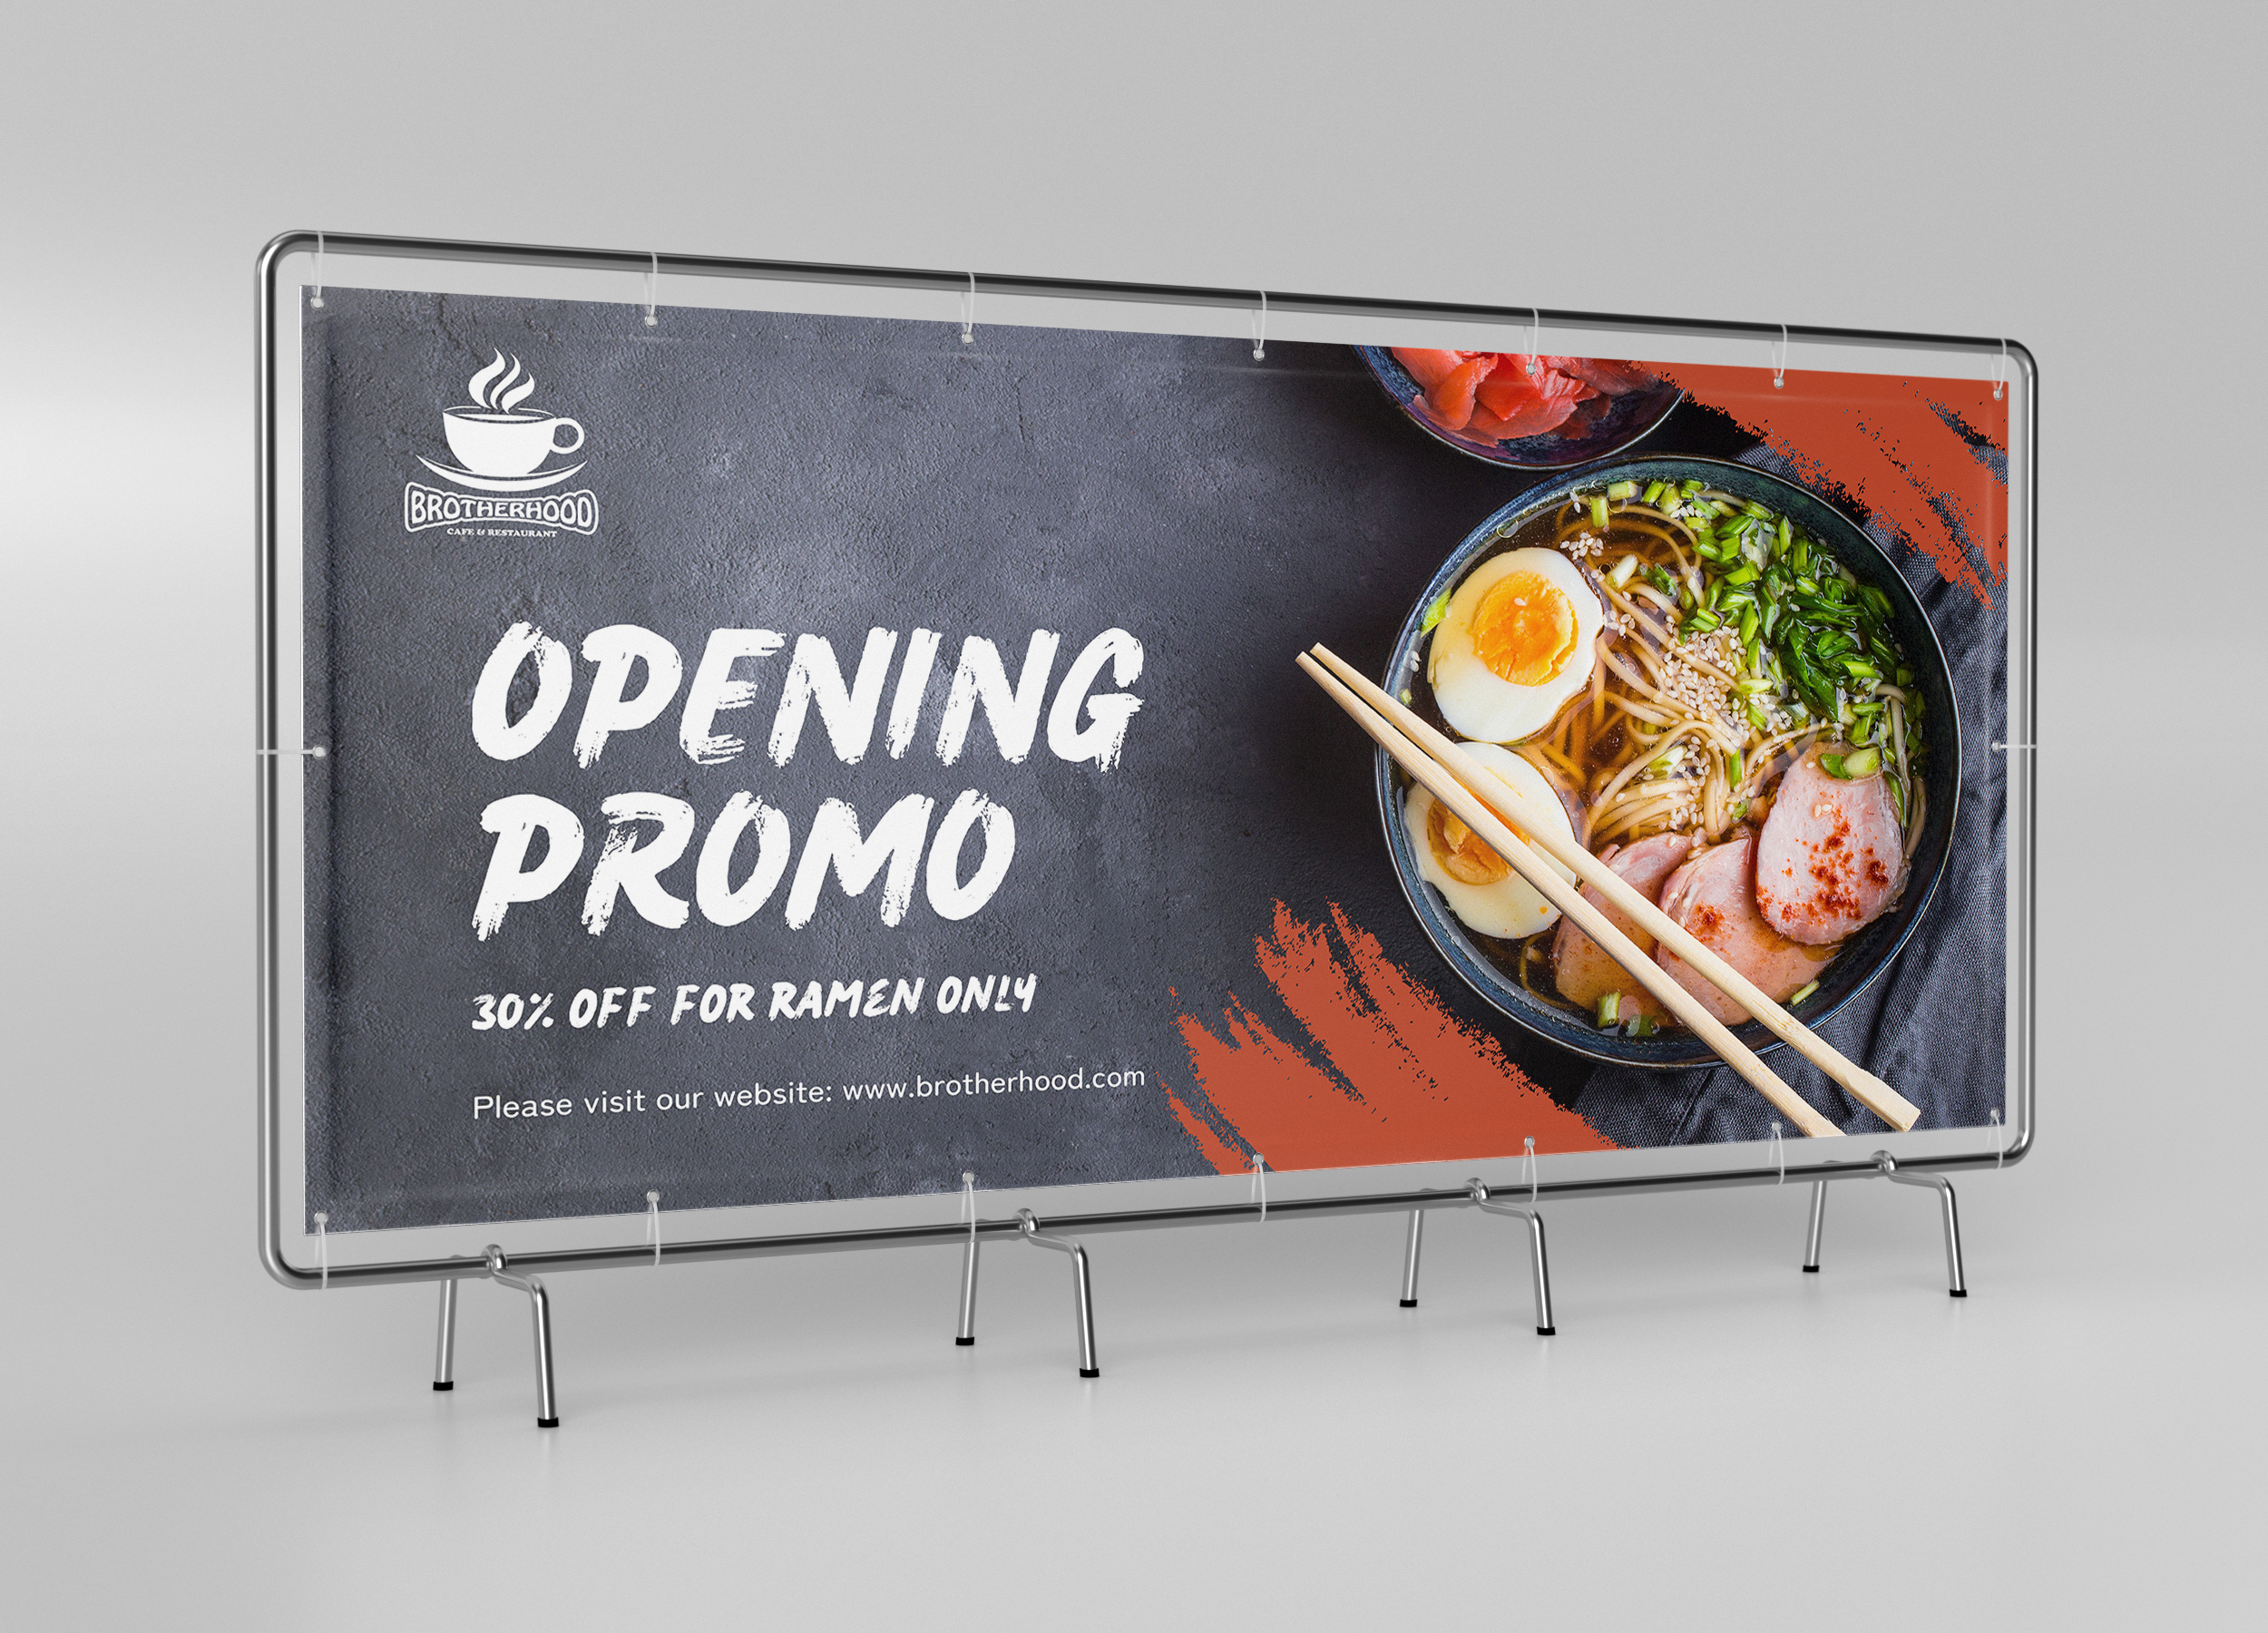 BROTHERHOOD
CAFE & RESTAURANT
OPENING
PROMO
30% OFF FOR RAMEN ONLY
Please visit our website: www.brotherhood.com